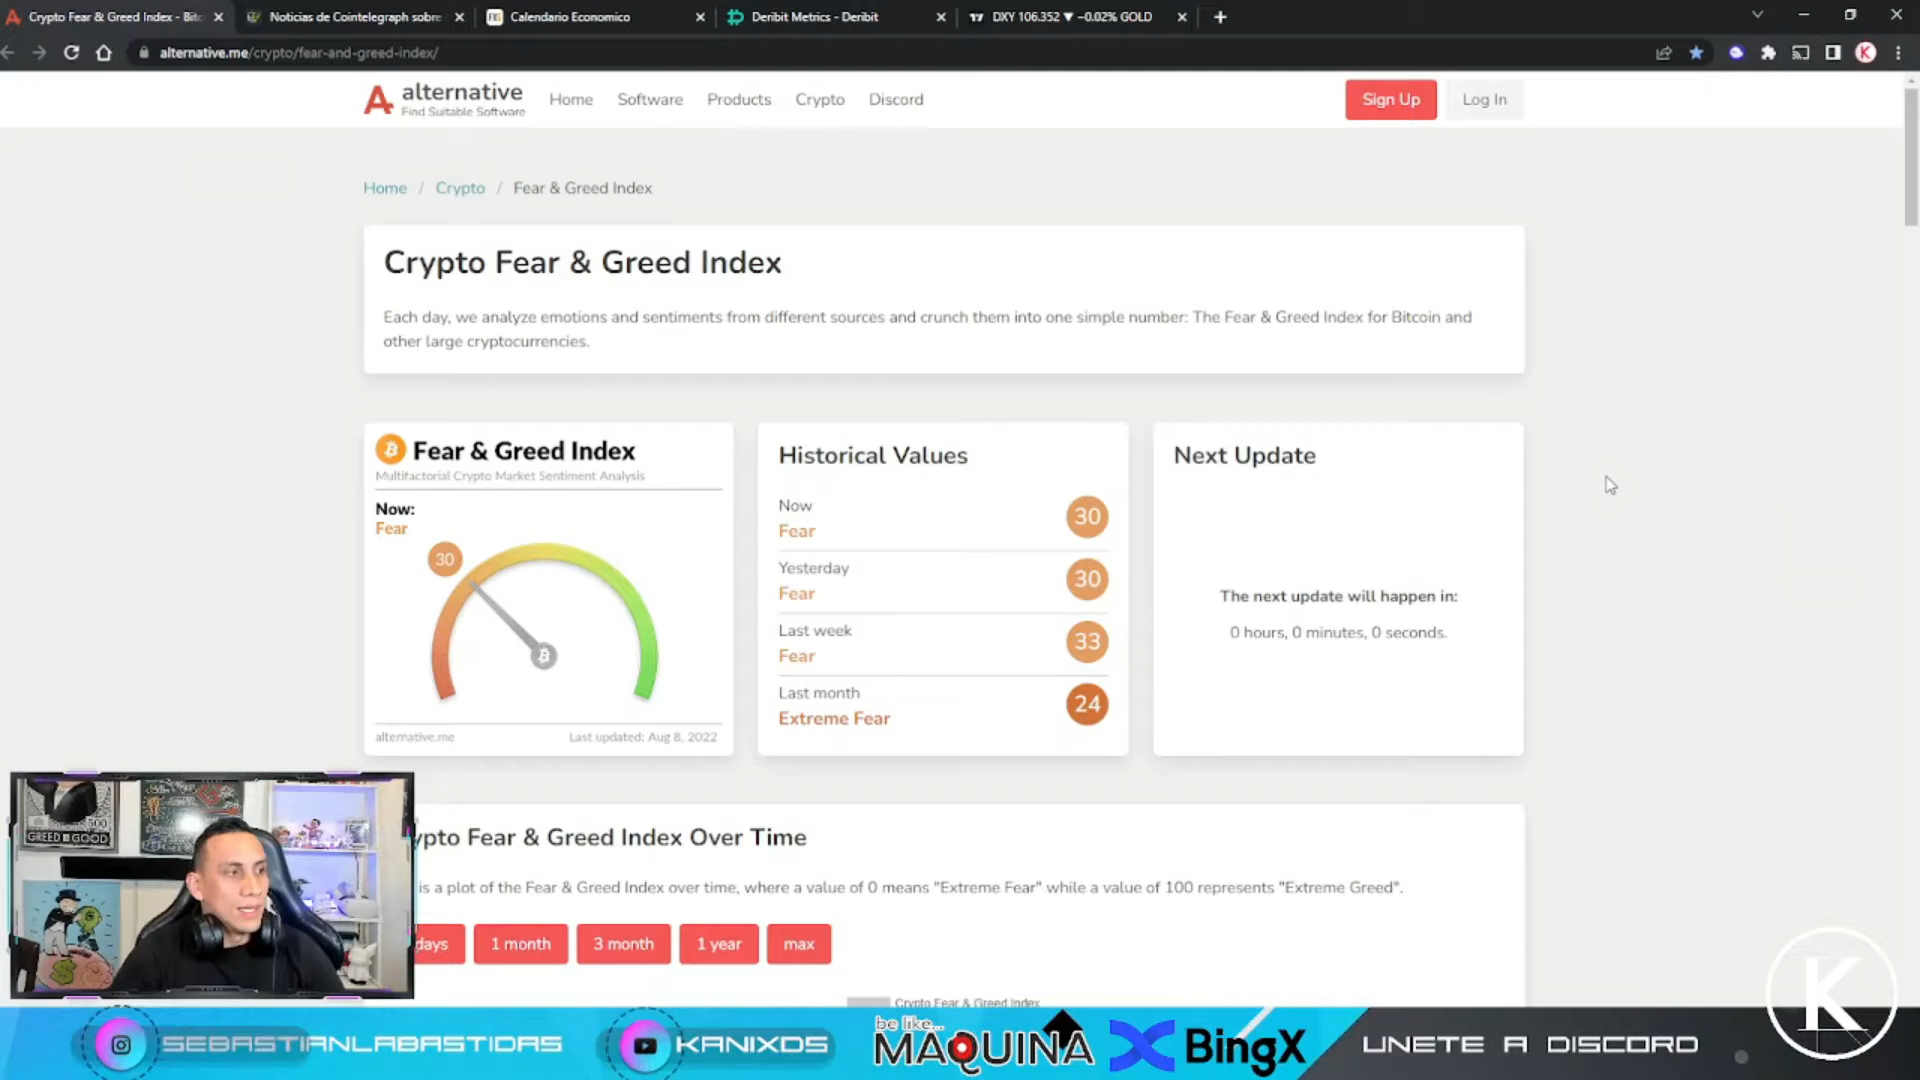 Crypto Fear & Greed Index - Bitc
Noticias de Cointelegraph sobre
Calendario Economico
Deribit Metrics - Deribit
DXY 106.352 ▼ −0.02% GOLD
alternative.me/crypto/fear-and-greed-index/
K
alternative
Find Suitable Software
Home
Software
Products
Crypto
Discord
Sign Up
Log In
Home / Crypto / Fear & Greed Index
Crypto Fear & Greed Index
Each day, we analyze emotions and sentiments from different sources and crunch them into one simple number: The Fear & Greed Index for Bitcoin and
other large cryptocurrencies.
Fear & Greed Index
Multifactorial Crypto Market Sentiment Analysis
Now:
Fear
30
alternative.me
Last updated: Aug 8, 2022
Historical Values
Now
Fear
30
Yesterday
Fear
30
Last week
Fear
33
Last month
Extreme Fear
24
Next Update
The next update will happen in:
0 hours, 0 minutes, 0 seconds.
ypto Fear & Greed Index Over Time
is a plot of the Fear & Greed Index over time, where a value of 0 means "Extreme Fear" while a value of 100 represents "Extreme Greed".
days
1 month
3 month
1 year
max
Crypto Fear & Greed Index
GREED IS GOOD
500
K
SEBASTIANLABASTIDAS
KANIXDS
be like...
MAQUINA
BingX
UNETE A DISCORD